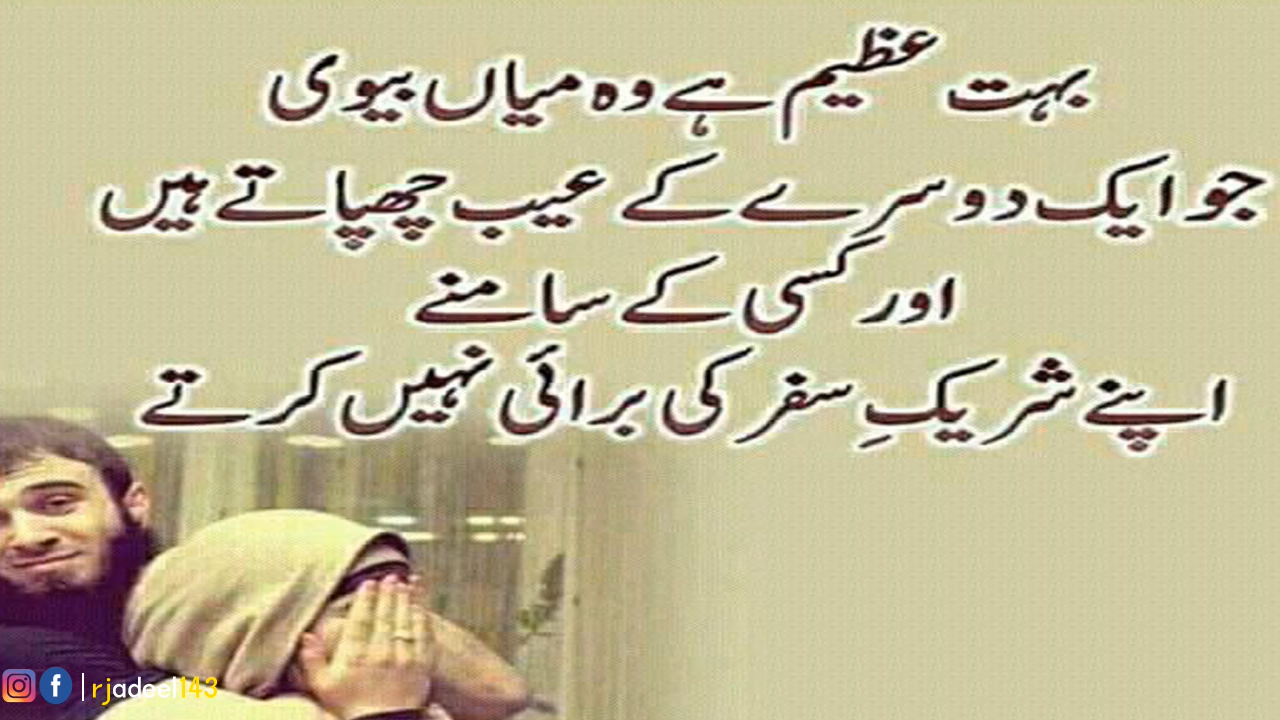 بہت عظیم ہے وہ میاں بیوی
جو ایک دوسرے کے عیب چھپاتے ہیں
اور کسی کے سامنے
اپنے شریکِ سفر کی برائی نہیں کرتے
| rjadeel143